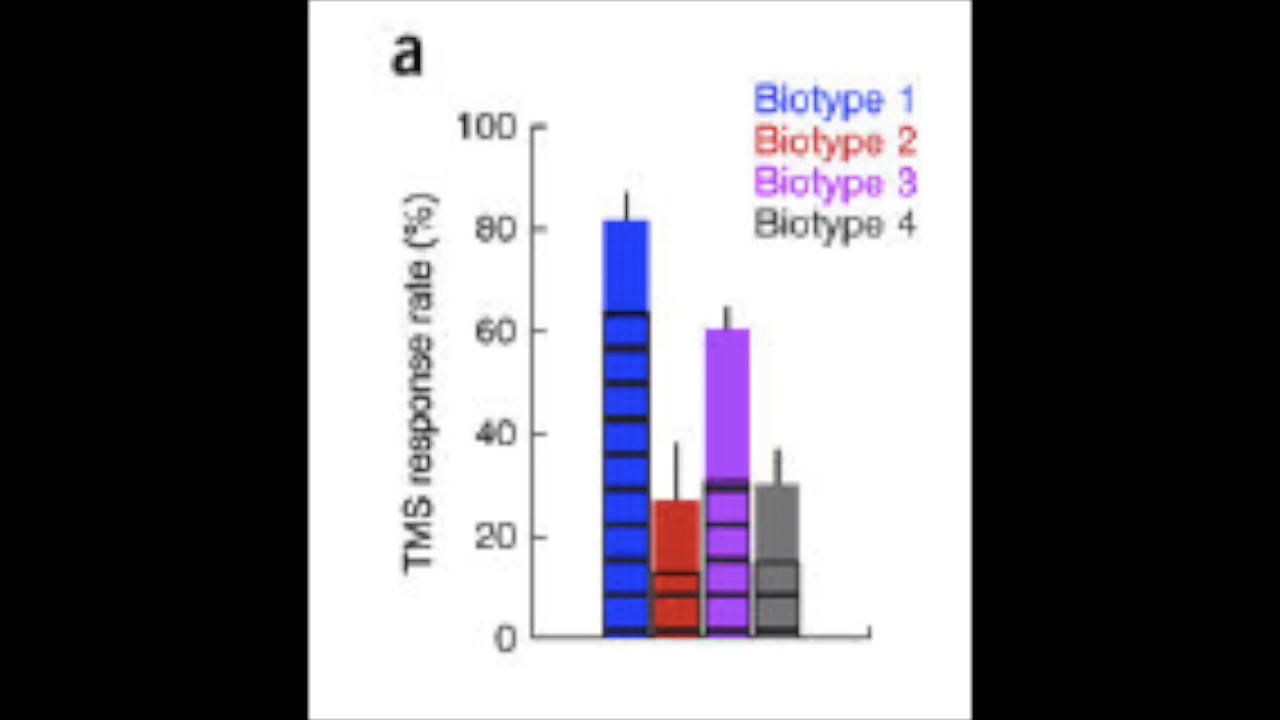 a
Biotype 1
Biotype 2
Biotype 3
Biotype 4
TMS response rate (%)
100
80
60
40
20
0